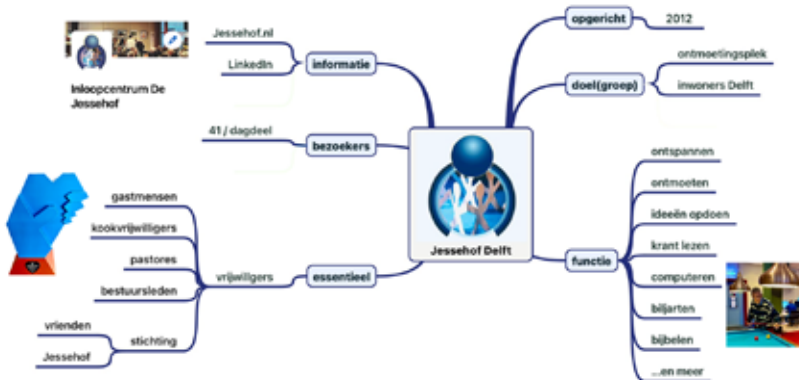 Jessehof.nl
LinkedIn
informatie
Inloopcentrum De
Jessehof
41 / dagdeel
bezoekers
gastmensen
kookvrijwilligers
pastores
bestuursleden
vrienden
Jessehof
stichting
vrijwillgers
essentieel
Jessehof Delft
opgericht
2012
doel(groep)
ontmoetingsplek
inwoners Delft
functie
ontspannen
ontmoeten
ideeën opdoen
krant lezen
computeren
biljarten
bijbelen
...en meer